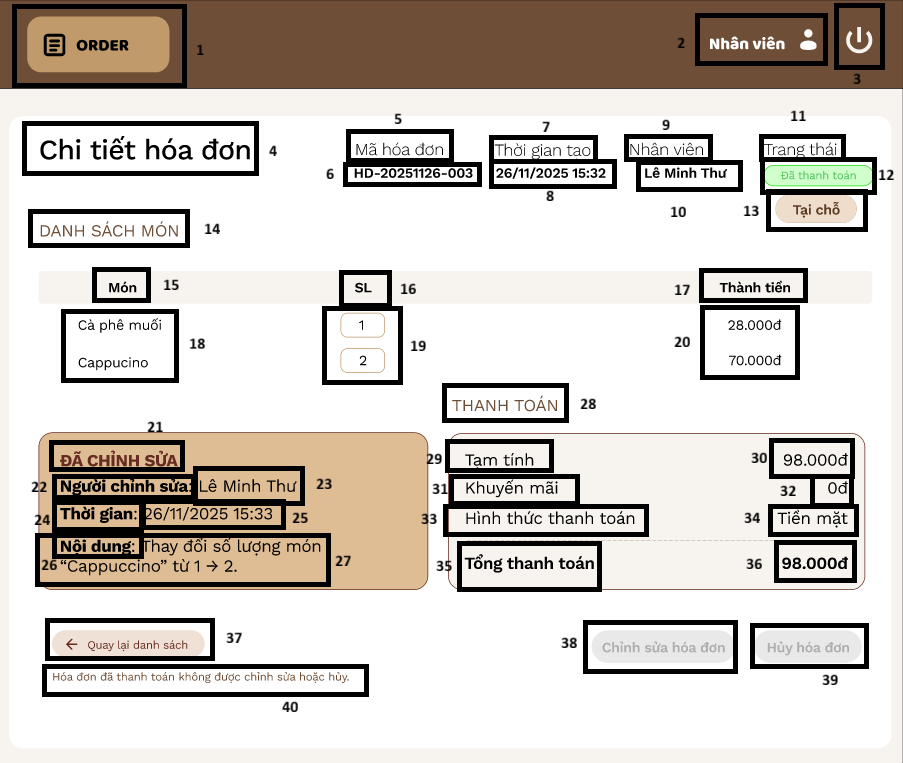 ORDER
1
2
Nhân viên
3
Chi tiết hóa đơn
4
5
Mã hóa đơn
6
HD-20251126-003
7
Thời gian tạo
26/11/2025 15:32
8
9
Nhân viên
Lê Minh Thư
10
11
Trạng thái
Đã thanh toán
12
13
Tại chỗ
DANH SÁCH MÓN
14
Món
15
SL
16
17
Thành tiền
Cà phê muối
1
28.000đ
18
19
20
Cappucino
2
70.000đ
THANH TOÁN
28
21
ĐÃ CHỈNH SỬA
22
Người chỉnh sửa:
Lê Minh Thư
23
24
Thời gian:
26/11/2025 15:33
25
Nội dung: Thay đổi số lượng món
26
“Cappuccino” từ 1 → 2.
27
29
Tạm tính
30
98.000đ
31
Khuyến mãi
32
0đ
33
Hình thức thanh toán
34
Tiền mặt
35
Tổng thanh toán
36
98.000đ
Quay lại danh sách
37
38
Chỉnh sửa hóa đơn
Hủy hóa đơn
39
Hóa đơn đã thanh toán không được chỉnh sửa hoặc hủy.
40